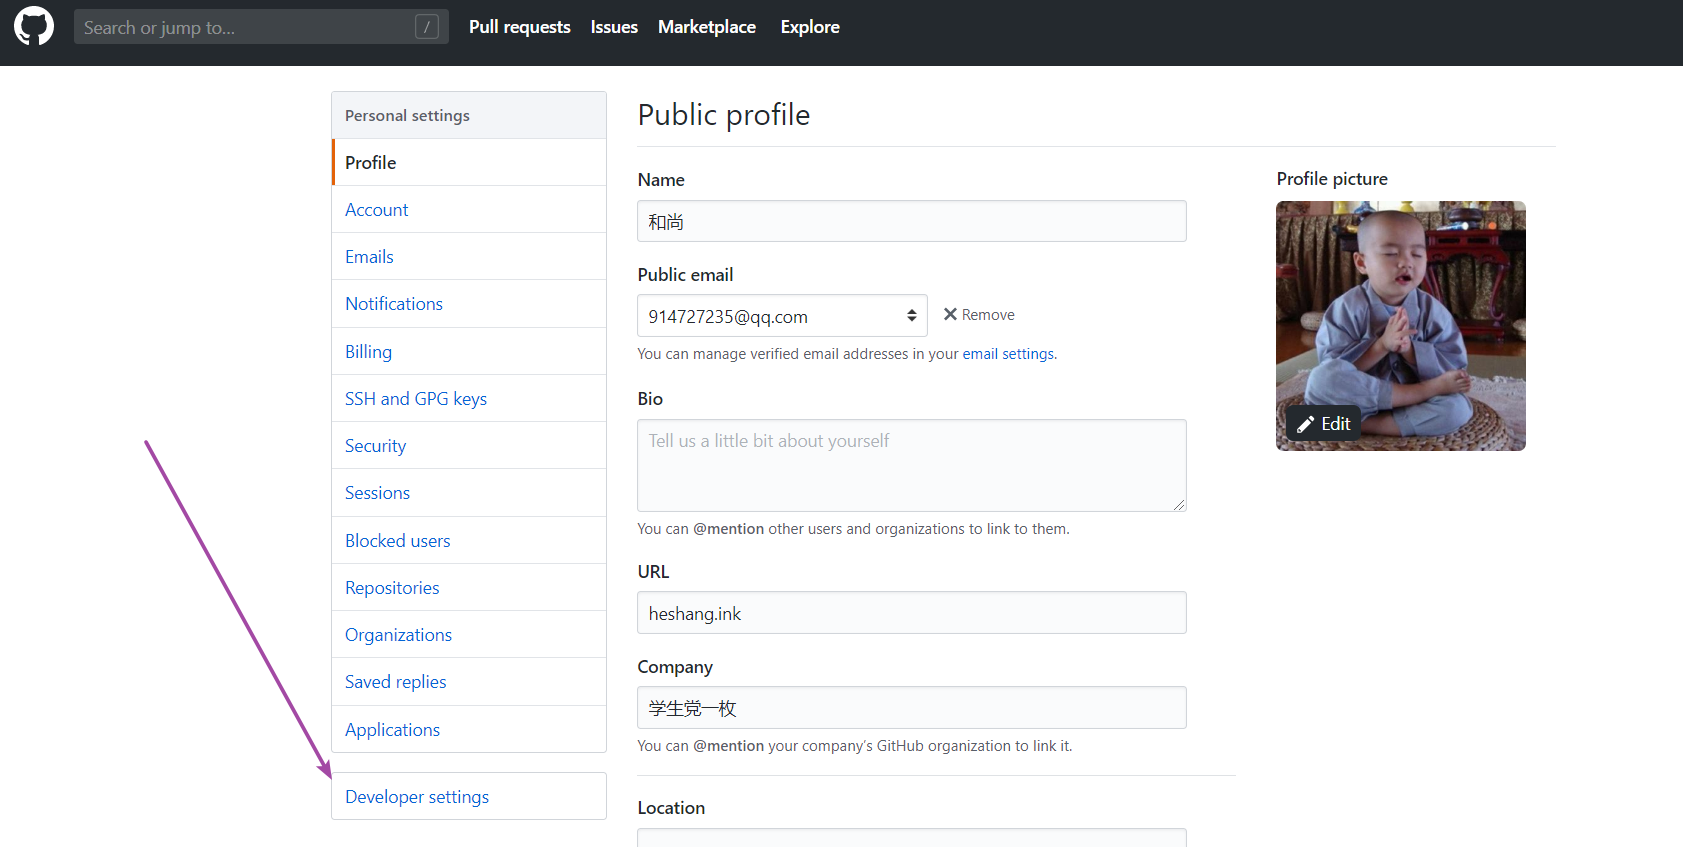 Search or jump to...
/
Pull requests
Issues
Marketplace
Explore
Personal settings
Profile
Account
Emails
Notifications
Billing
SSH and GPG keys
Security
Sessions
Blocked users
Repositories
Organizations
Saved replies
Applications
Developer settings
Public profile
Name
和尚
Public email
914727235@qq.com
Remove
You can manage verified email addresses in your email settings.
Bio
Tell us a little bit about yourself
You can @mention other users and organizations to link to them.
URL
heshang.ink
Company
学生党一枚
You can @mention your company’s GitHub organization to link it.
Location
Profile picture
Edit